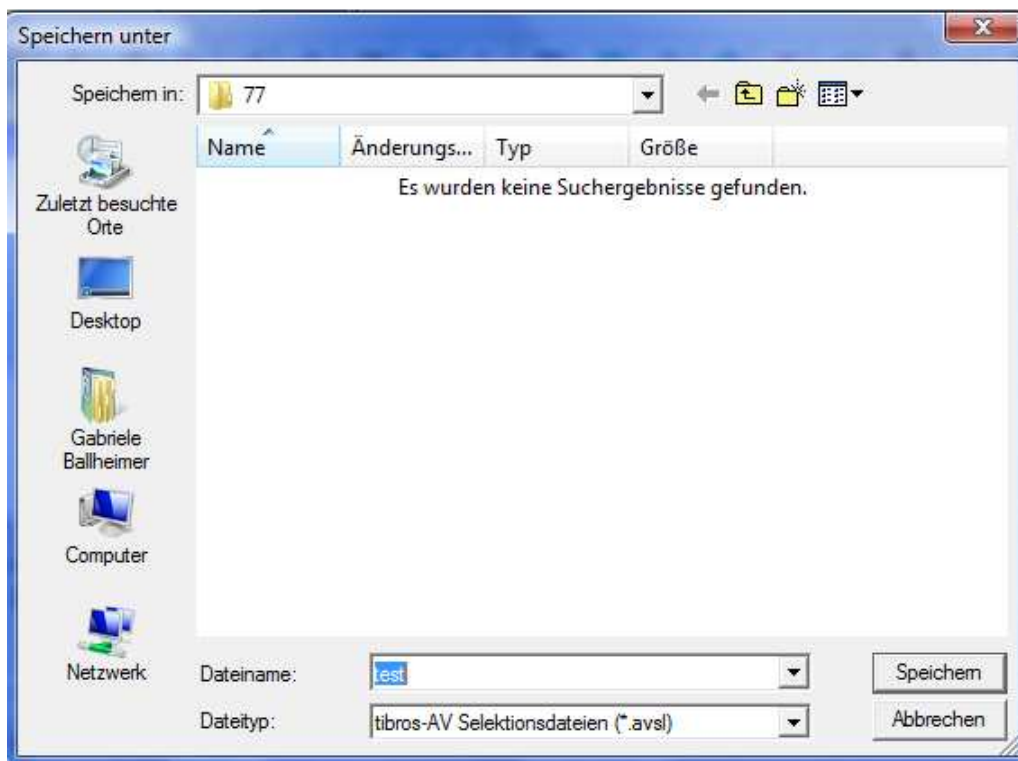 Speichern unter
Speichern in: 77
Name Änderungs... Typ Größe
Es wurden keine Suchergebnisse gefunden.
Zuletzt besuchte
Orte
Desktop
Gabriele
Ballheimer
Computer
Netzwerk
Dateiname: test Speichern
Dateityp: tibros-AV Selektionsdateien (*.avsl) Abbrechen